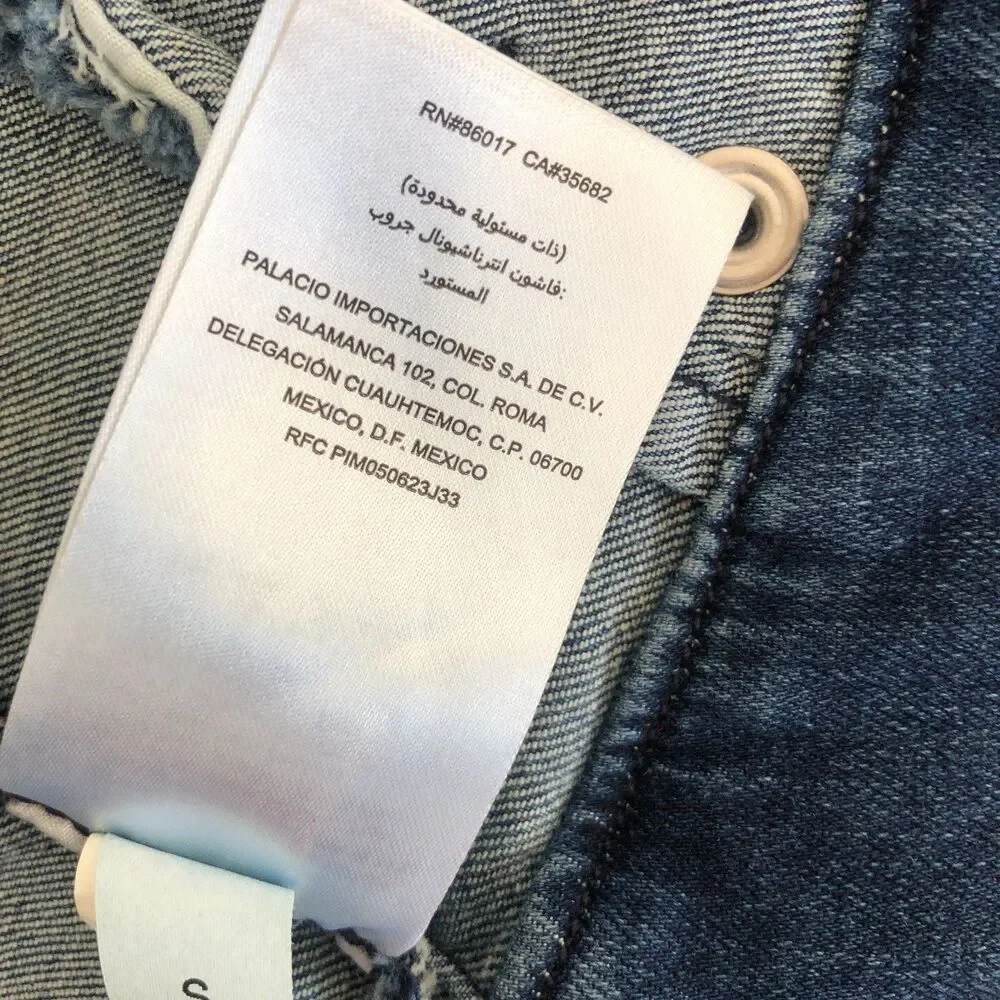 RN#86017 CA#35682
(ذات مسئولية محدودة)
فاشون انترناشيونال جروب:
المستورد
PALACIO IMPORTACIONES S.A. DE C.V.
SALAMANCA 102, COL. ROMA
DELEGACIÓN CUAUHTEMOC, C.P. 06700
MEXICO, D.F. MEXICO
RFC PIM050623J33
S